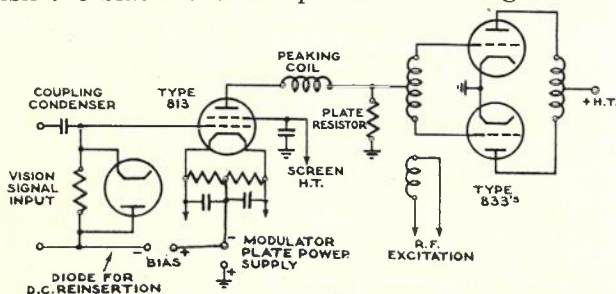 PEAKING
COIL
COUPLING
CONDENSER
TYPE
813
PLATE
RESISTOR
+ H.T.
SCREEN
H.T.
VISION
SIGNAL
INPUT
TYPE
833's
R.F.
EXCITATION
- BIAS +
-
MODULATOR
PLATE POWER
SUPPLY
+
DIODE FOR
D.C. REINSERTION